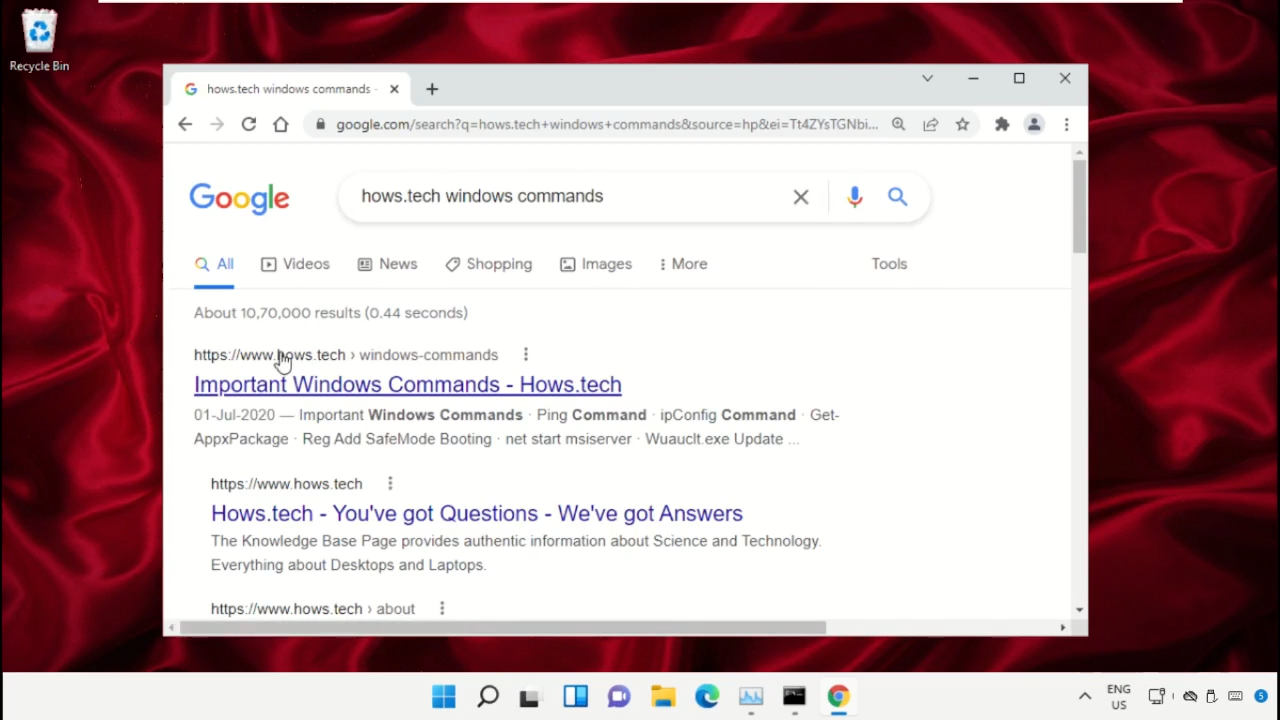 Recycle Bin
hows.tech windows commands -
google.com/search?q=hows.tech+windows+commands&source=hp&ei=Tt4ZYsTGNbi...
Google
hows.tech windows commands
All Videos News Shopping Images More Tools
About 10,70,000 results (0.44 seconds)
https://www.hows.tech › windows-commands
Important Windows Commands - Hows.tech
01-Jul-2020 — Important Windows Commands · Ping Command · ipConfig Command · Get-
AppxPackage · Reg Add SafeMode Booting · net start msiserver · Wuauclt.exe Update ...
https://www.hows.tech
Hows.tech - You've got Questions - We've got Answers
The Knowledge Base Page provides authentic information about Science and Technology.
Everything about Desktops and Laptops.
https://www.hows.tech › about
ENG
US
5